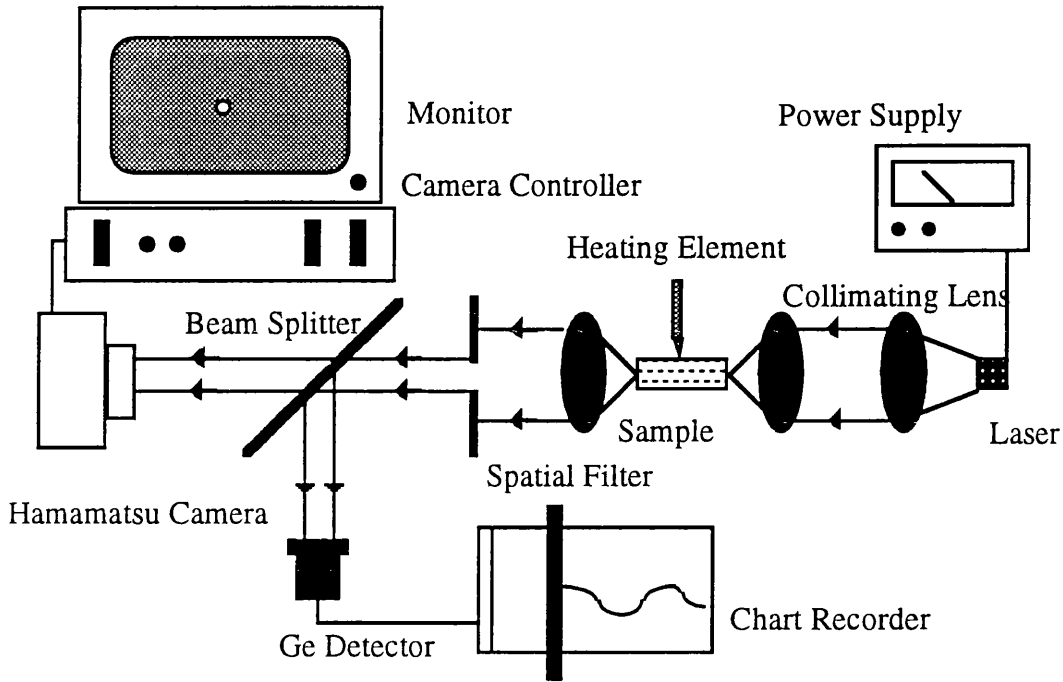 Monitor
Power Supply
Camera Controller
Heating Element
Collimating Lens
Beam Splitter
Sample
Laser
Spatial Filter
Hamamatsu Camera
Chart Recorder
Ge Detector